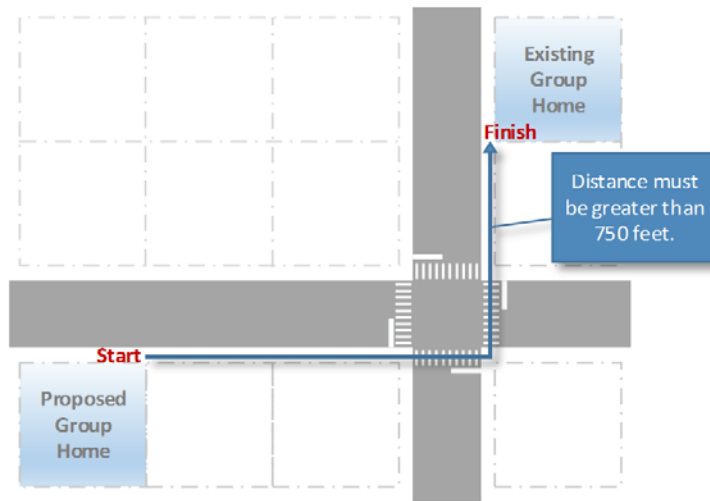 Existing
Group
Home
Finish
Distance must
be greater than
750 feet.
Start
Proposed
Group
Home